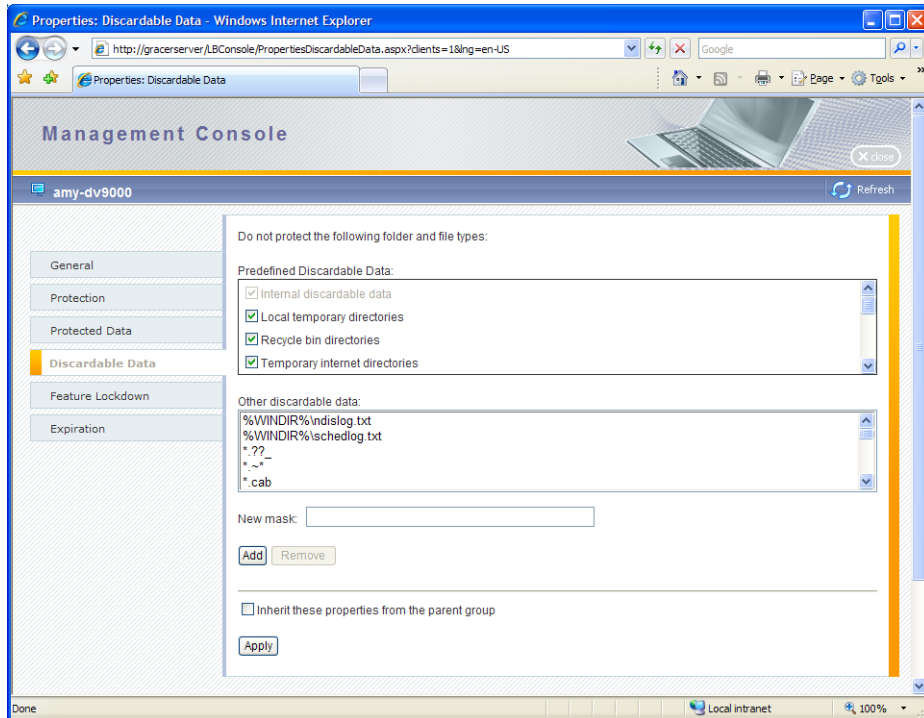 Properties: Discardable Data - Windows Internet Explorer
http://gracerserver/LBConsole/PropertiesDiscardableData.aspx?clients=1&lng=en-US
Google
Properties: Discardable Data
Page
Tools
Management Console
close
amy-dv9000
Refresh
General
Protection
Protected Data
Discardable Data
Feature Lockdown
Expiration
Do not protect the following folder and file types:
Predefined Discardable Data:
Internal discardable data
Local temporary directories
Recycle bin directories
Temporary internet directories
Other discardable data:
%WINDIR%\ndislog.txt
%WINDIR%\schedlog.txt
*.??_
*.~*
*.cab
New mask:
Add Remove
Inherit these properties from the parent group
Apply
Done
Local intranet
100%